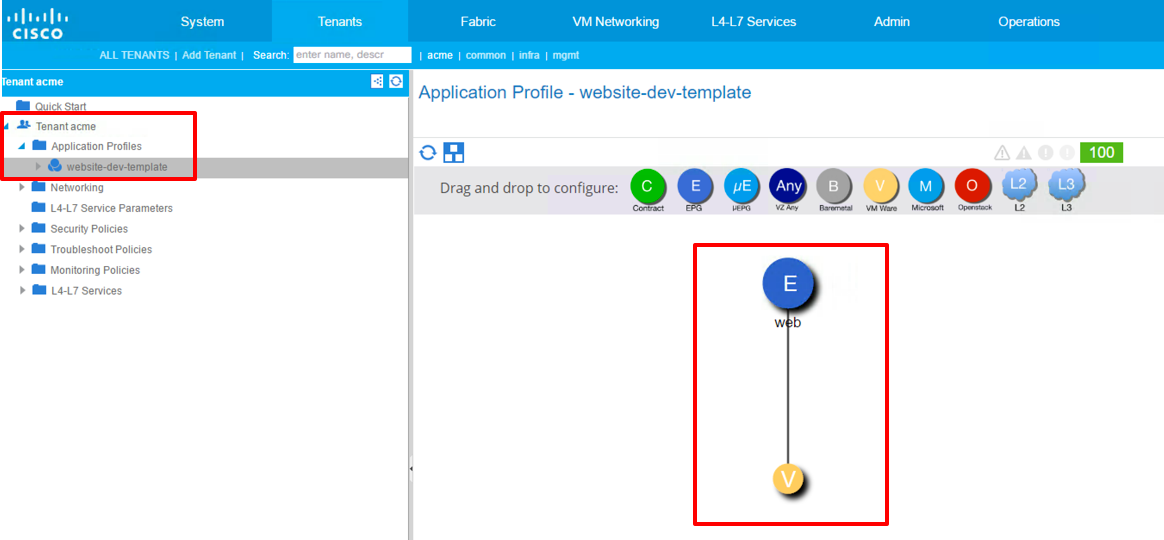 CISCO
System Tenants Fabric VM Networking L4-L7 Services Admin Operations
ALL TENANTS | Add Tenant | Search: enter name, descr | acme | common | infra | mgmt
Tenant acme
Quick Start
Tenant acme
Application Profiles
website-dev-template
Networking
L4-L7 Service Parameters
Security Policies
Troubleshoot Policies
Monitoring Policies
L4-L7 Services
Application Profile - website-dev-template
100
Drag and drop to configure: C E µE Any B V M O L2 L3
Contract EPG µEPG VZ Any Baremetal VM Ware Microsoft Openstack L2 L3
E
web
V